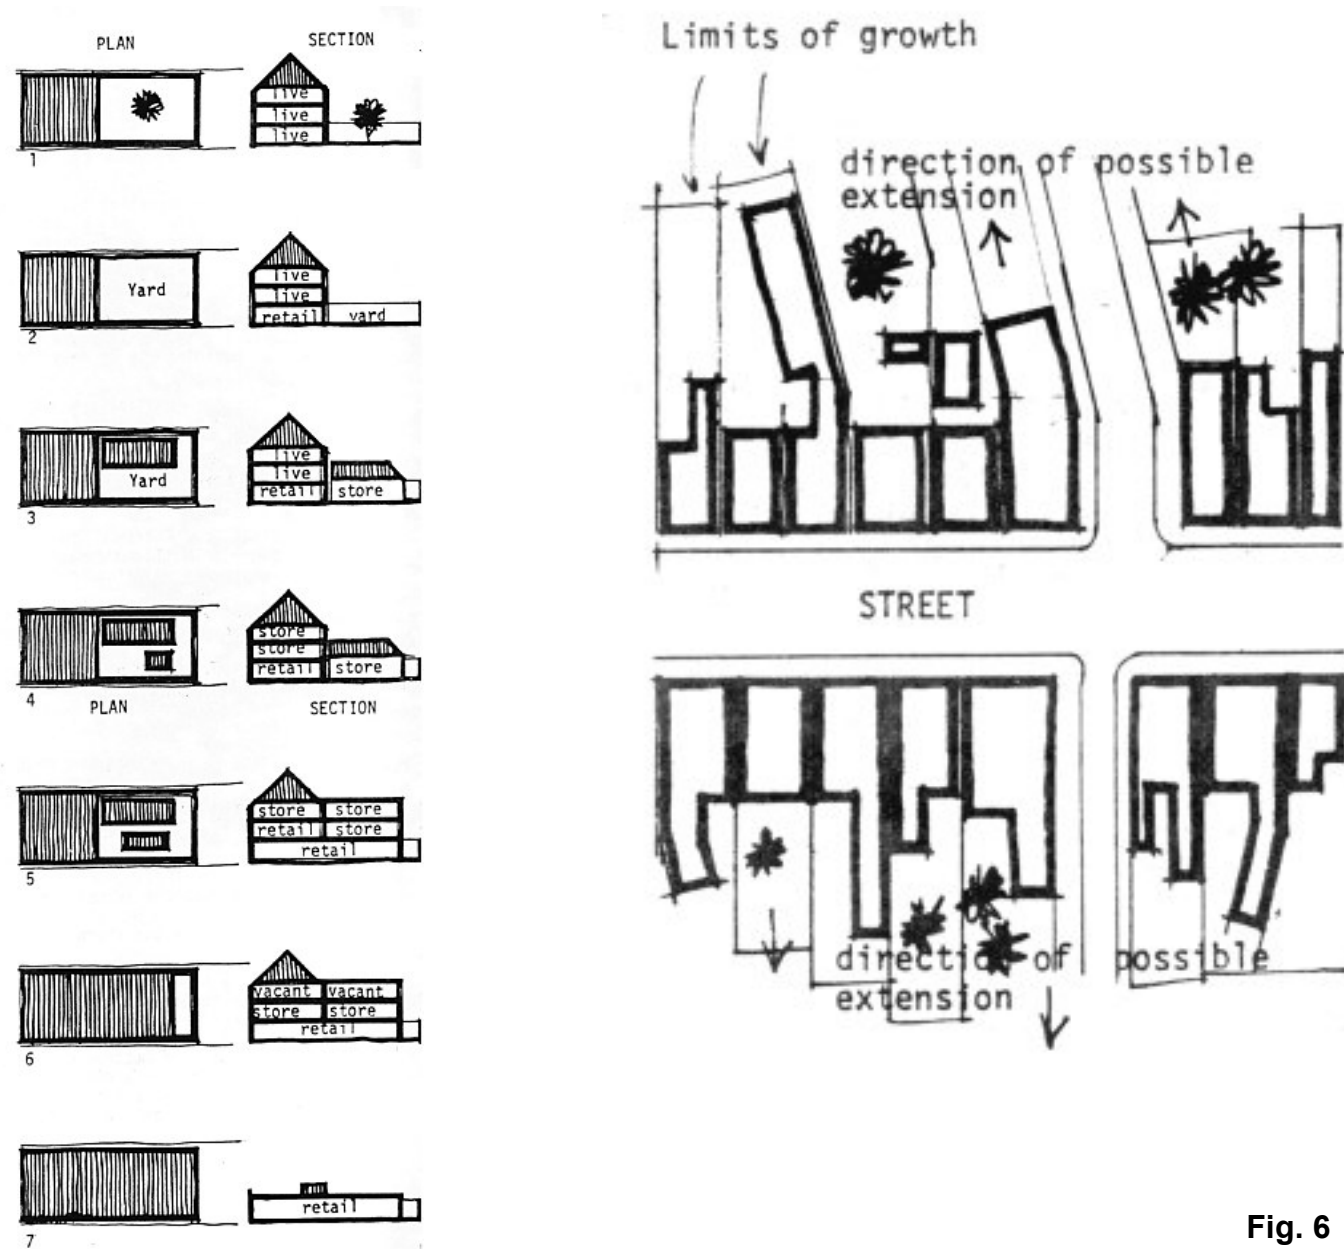 PLAN SECTION
live
live
live
1
Yard
live
live
retail yard
2
Yard
live
live
retail store
3
store
store
retail store
4
PLAN SECTION
store store
retail store
retail
5
vacant vacant
store store
retail
6
retail
7
Limits of growth
direction of possible
extension
STREET
direction of possible
extension
Fig. 6